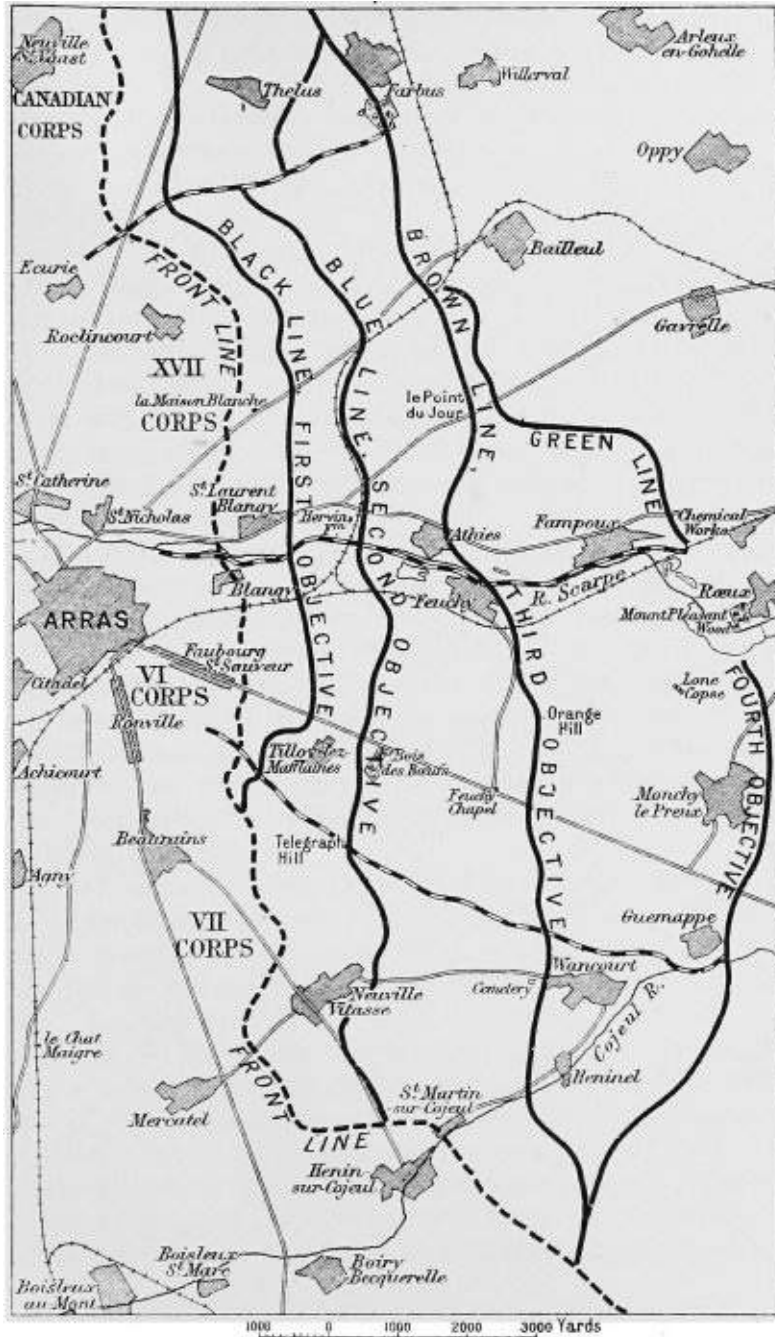 Neuville
St Vaast
CANADIAN
CORPS
Thelus
Farbus
Willerval
Arleux
en-Gohelle
Oppy
Ecurie
FRONT LINE
BLACK LINE, FIRST OBJECTIVE
BLUE LINE, SECOND OBJECTIVE
BROWN LINE, THIRD OBJECTIVE
Bailleul
Roclincourt
Gavrelle
XVII
CORPS
la Maison Blanche
le Point
du Jour
GREEN LINE
St Catherine
St Nicholas
St Laurent
Blangy
Hervin
Fm
Athies
Fampoux
Chemical
Works
Blangy
Feuchy
R. Scarpe
Rœux
Mount Pleasant
Wood
ARRAS
Citadel
Faubourg
St Sauveur
VI
CORPS
Ronville
Lone
Copse
FOURTH OBJECTIVE
Orange
Hill
Achicourt
Tilloy-lez
Mafflaines
Bois
des Bœufs
Feuchy
Chapel
Monchy
le Preux
Beaurains
Telegraph
Hill
Agny
Guemappe
VII
CORPS
Wancourt
Cemetery
Neuville
Vitasse
Cojeul R.
le Chat
Maigre
Heninel
Mercatel
FRONT LINE
St Martin
sur-Cojeul
Henin
sur-Cojeul
Boisleux
St Marc
Boiry
Becquerelle
Boisleux
au-Mont
1000 0 1000 2000 3000 Yards